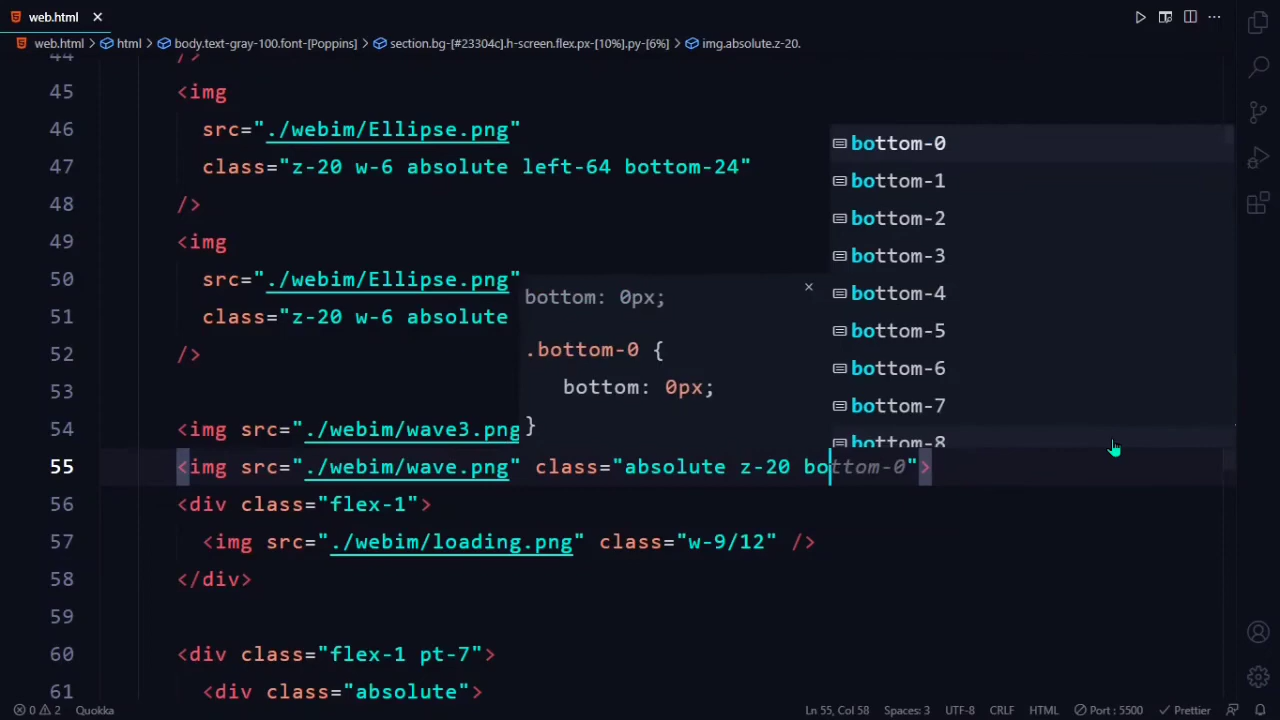 web.html
web.html > html > body.text-gray-100.font-[Poppins] > section.bg-[#23304c].h-screen.flex.px-[10%].py-[6%] > img.absolute.z-20.
44 />
45 <img
46 src="./webim/Ellipse.png"
47 class="z-20 w-6 absolute left-64 bottom-24"
48 />
49 <img
50 src="./webim/Ellipse.png"
51 class="z-20 w-6 absolute
52 />
53
54 <img src="./webim/wave3.png
55 <img src="./webim/wave.png" class="absolute z-20 bottom-0">
56 <div class="flex-1">
57 <img src="./webim/loading.png" class="w-9/12" />
58 </div>
59
60 <div class="flex-1 pt-7">
61 <div class="absolute">
bottom: 0px;
.bottom-0 {
bottom: 0px;
}
bottom-0
bottom-1
bottom-2
bottom-3
bottom-4
bottom-5
bottom-6
bottom-7
bottom-8
0 2 Quokka Ln 55, Col 58 Spaces: 3 UTF-8 CRLF HTML Port : 5500 Prettier